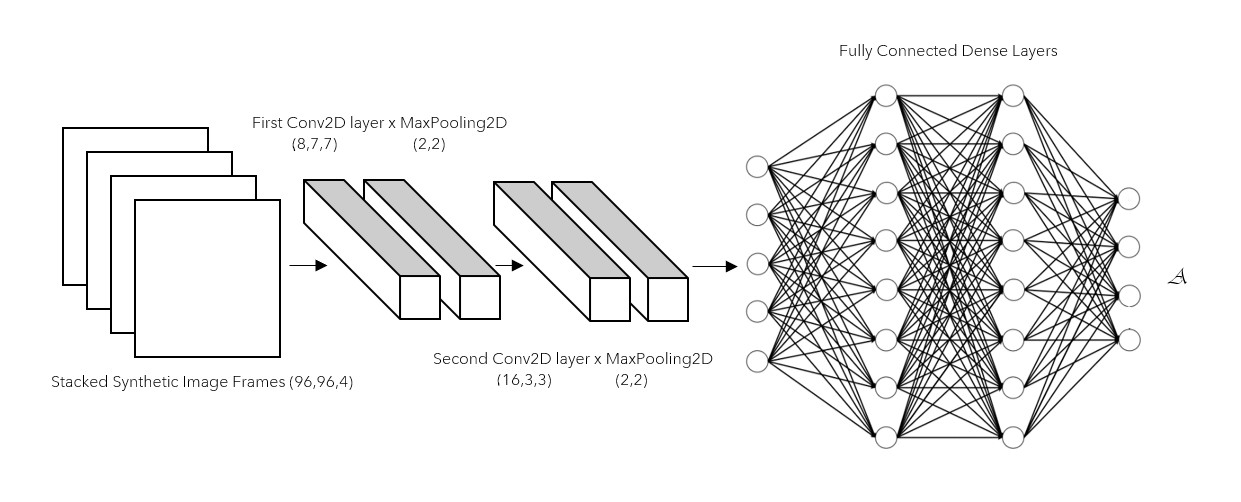 Fully Connected Dense Layers
First Conv2D layer x MaxPooling2D
(8,7,7) (2,2)
𝒜
Second Conv2D layer x MaxPooling2D
(16,3,3) (2,2)
Stacked Synthetic Image Frames (96,96,4)